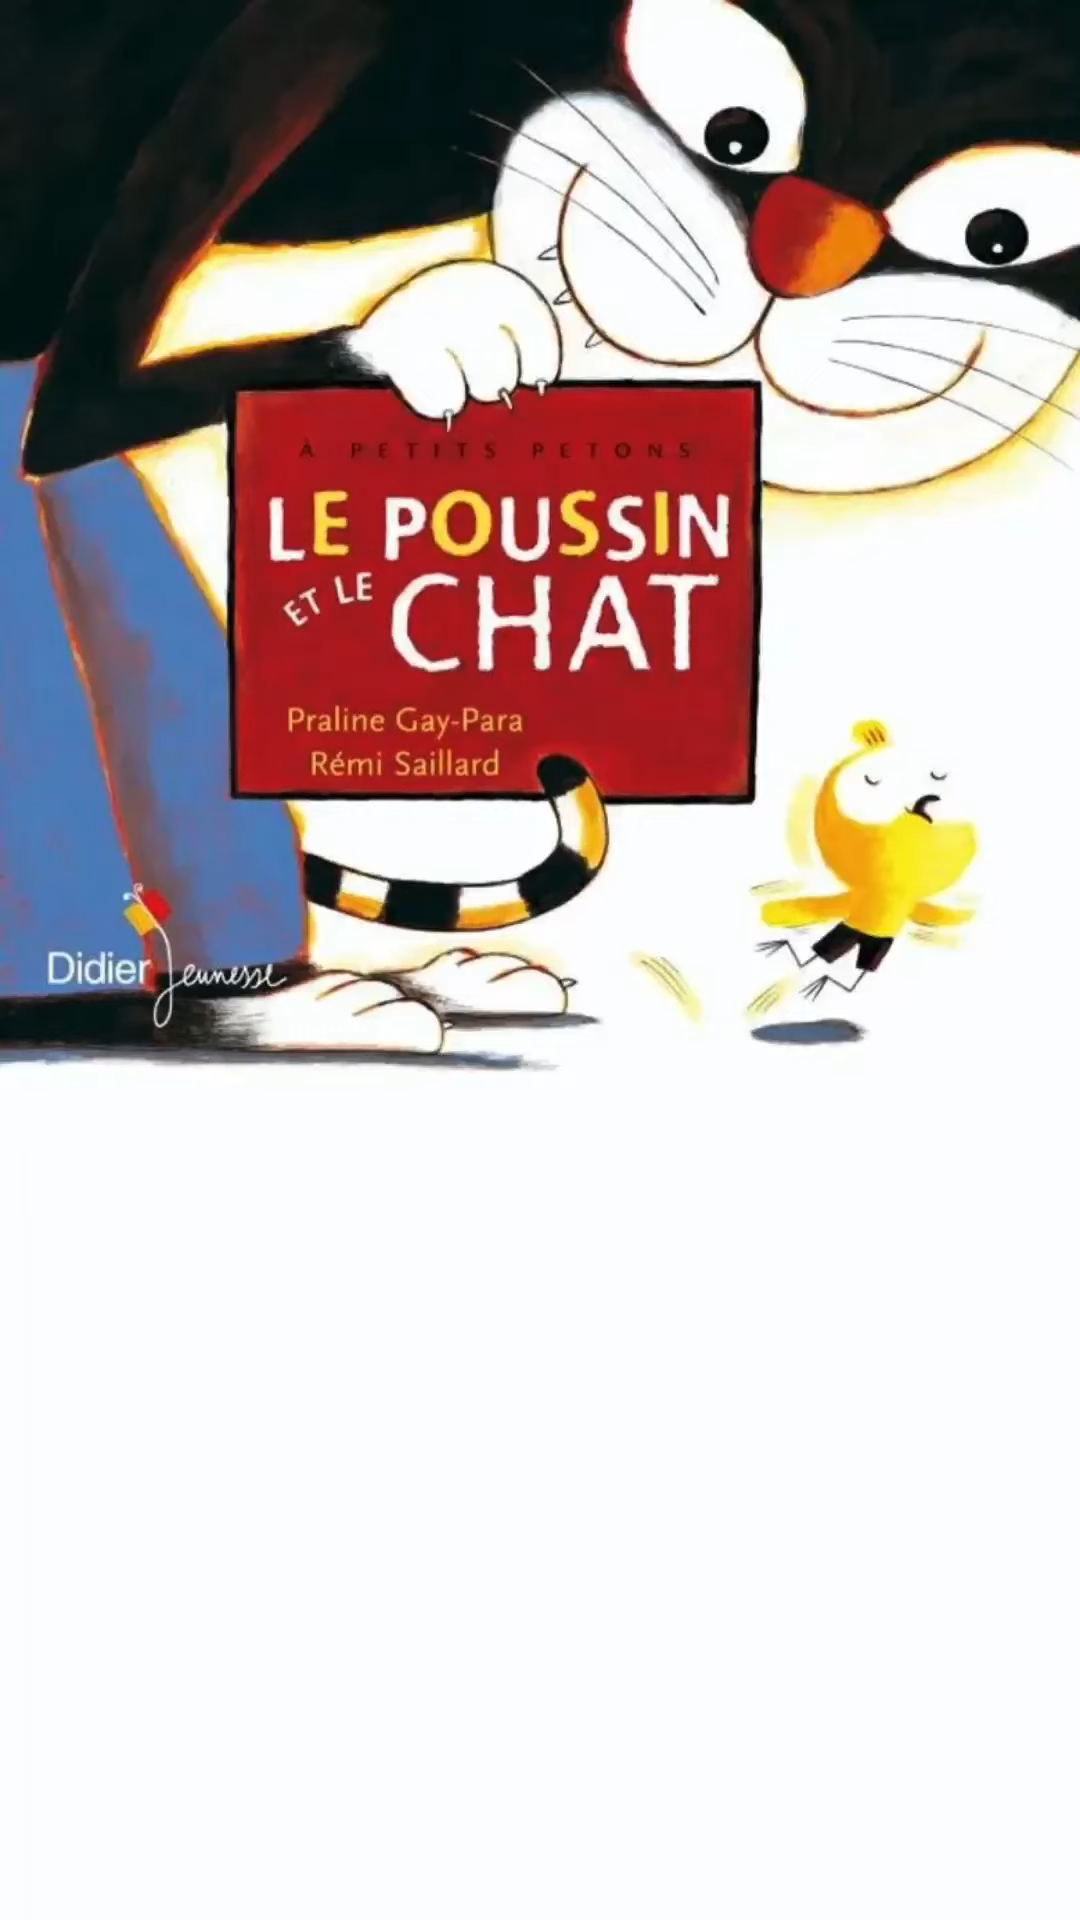 À PETITS PETONS
LE POUSSIN
ET LE CHAT
Praline Gay-Para
Rémi Saillard
Didier Jeunesse